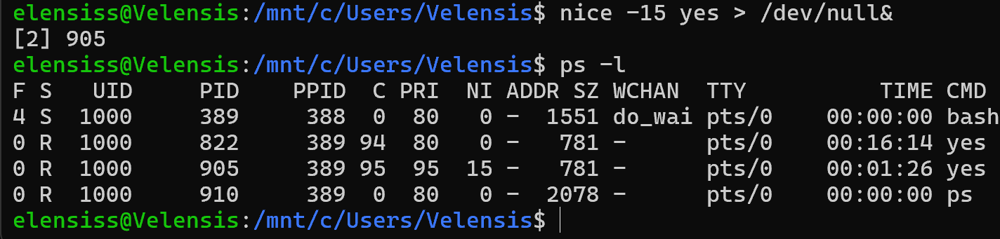 elensiss@Velensis:/mnt/c/Users/Velensis$ nice -15 yes > /dev/null&
[2] 905
elensiss@Velensis:/mnt/c/Users/Velensis$ ps -l
F S   UID     PID    PPID  C PRI  NI ADDR SZ WCHAN  TTY          TIME CMD
4 S  1000     389     388  0  80   0 -  1551 do_wai pts/0    00:00:00 bash
0 R  1000     822     389 94  80   0 -   781 -      pts/0    00:16:14 yes
0 R  1000     905     389 95  95  15 -   781 -      pts/0    00:01:26 yes
0 R  1000     910     389  0  80   0 -  2078 -      pts/0    00:00:00 ps
elensiss@Velensis:/mnt/c/Users/Velensis$